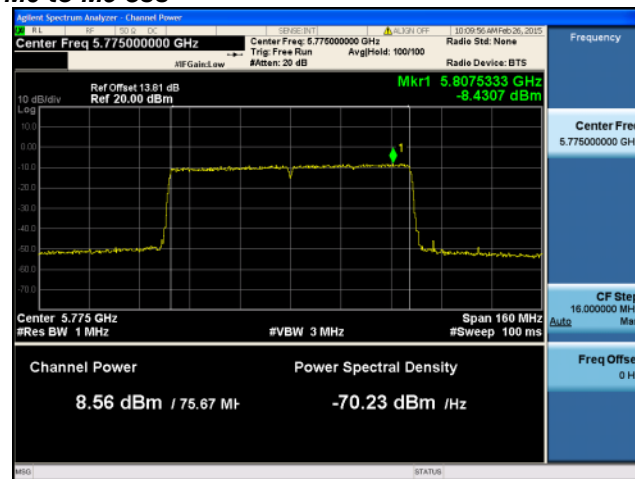 Agilent Spectrum Analyzer - Channel Power
RL RF 50 Ω DC SENSE:INT ALIGN OFF 10:09:56 AM Feb 26, 2015
Center Freq 5.775000000 GHz
Center Freq: 5.775000000 GHz
Radio Std: None
Trig: Free Run Avg|Hold: 100/100
#IFGain:Low #Atten: 20 dB Radio Device: BTS
Frequency
Ref Offset 13.81 dB
Mkr1 5.8075333 GHz
10 dB/div Ref 20.00 dBm -8.4307 dBm
Log
10.0
0.00
-10.0
-20.0
-30.0
-40.0
-50.0
-60.0
-70.0
1
Center 5.775 GHz Span 160 MHz
#Res BW 1 MHz #VBW 3 MHz #Sweep 100 ms
Channel Power Power Spectral Density
8.56 dBm / 75.67 MH -70.23 dBm /Hz
Center Fre
5.775000000 GH
CF Step
16.000000 MH
Auto Ma
Freq Offse
0 H
MSG STATUS